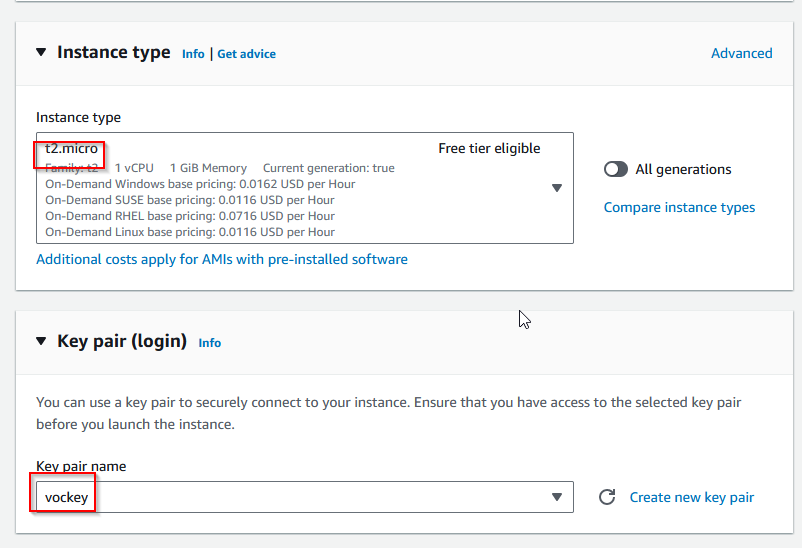 Instance type Info | Get advice Advanced
Instance type
t2.micro Free tier eligible
Family: t2 1 vCPU 1 GiB Memory Current generation: true
On-Demand Windows base pricing: 0.0162 USD per Hour
On-Demand SUSE base pricing: 0.0116 USD per Hour
On-Demand RHEL base pricing: 0.0716 USD per Hour
On-Demand Linux base pricing: 0.0116 USD per Hour
All generations
Compare instance types
Additional costs apply for AMIs with pre-installed software
Key pair (login) Info
You can use a key pair to securely connect to your instance. Ensure that you have access to the selected key pair
before you launch the instance.
Key pair name
vockey
Create new key pair